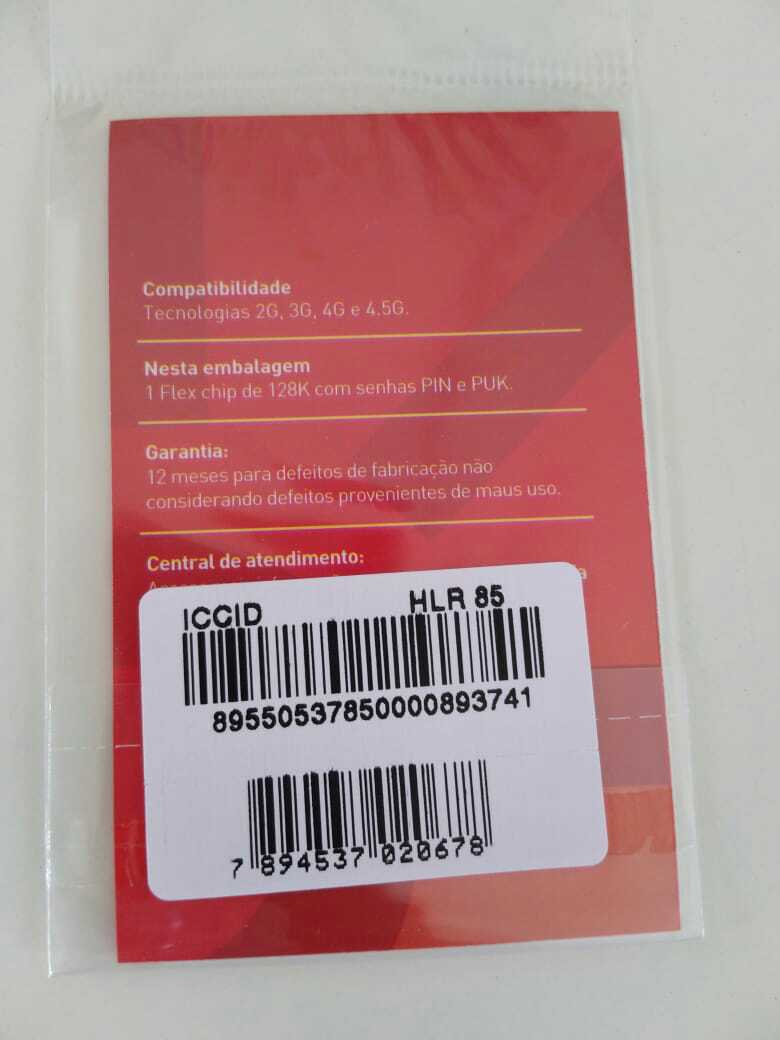 Compatibilidade
Tecnologias 2G, 3G, 4G e 4.5G.
Nesta embalagem
1 Flex chip de 128K com senhas PIN e PUK.
Garantia:
12 meses para defeitos de fabricação não
considerando defeitos provenientes de maus uso.
Central de atendimento:
ICCID HLR 85
89550537850000893741
7 894537 020678